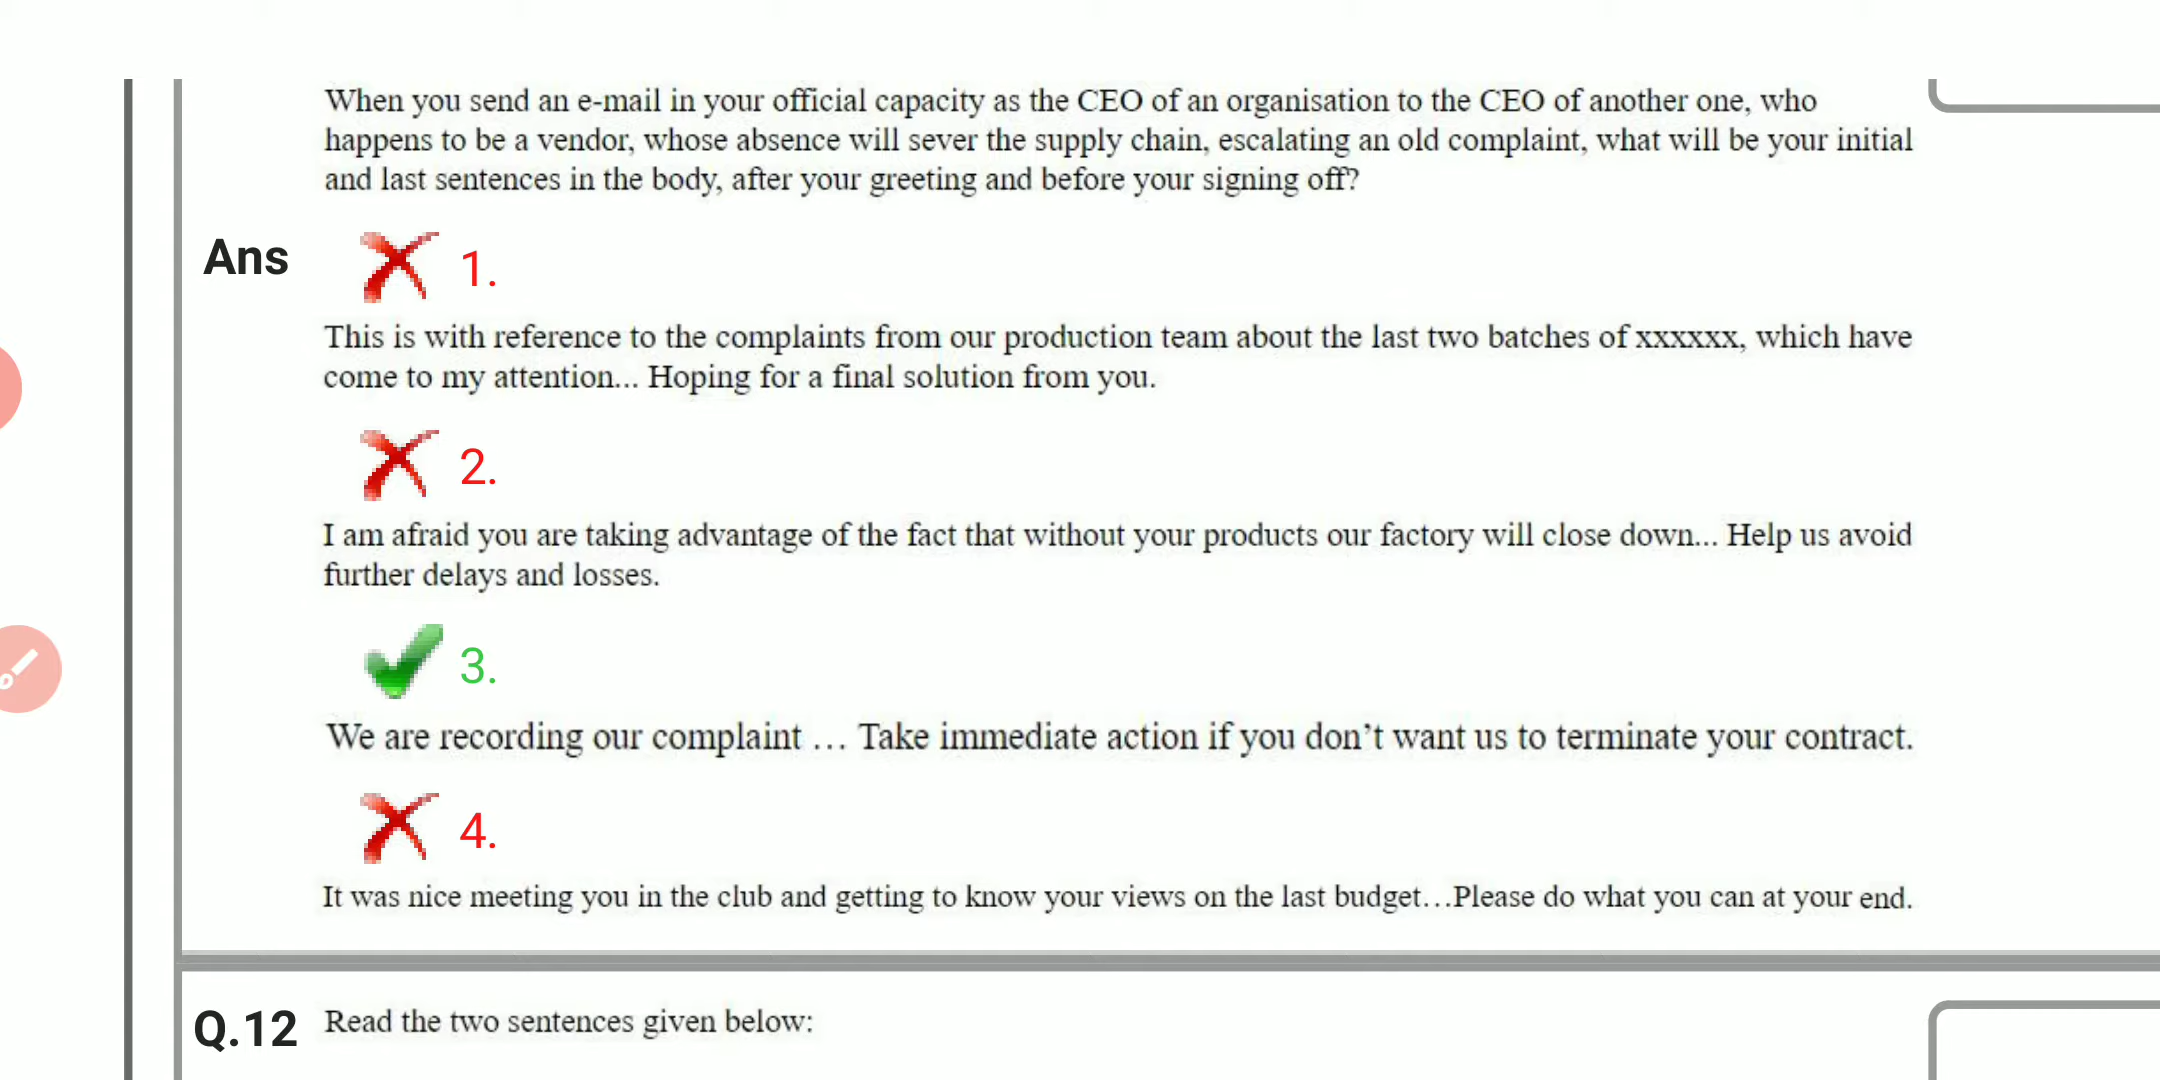 When you send an e-mail in your official capacity as the CEO of an organisation to the CEO of another one, who
happens to be a vendor, whose absence will sever the supply chain, escalating an old complaint, what will be your initial
and last sentences in the body, after your greeting and before your signing off?
Ans 1.
This is with reference to the complaints from our production team about the last two batches of xxxxxx, which have
come to my attention... Hoping for a final solution from you.
2.
I am afraid you are taking advantage of the fact that without your products our factory will close down... Help us avoid
further delays and losses.
3.
We are recording our complaint … Take immediate action if you don’t want us to terminate your contract.
4.
It was nice meeting you in the club and getting to know your views on the last budget…Please do what you can at your end.
Q.12 Read the two sentences given below: